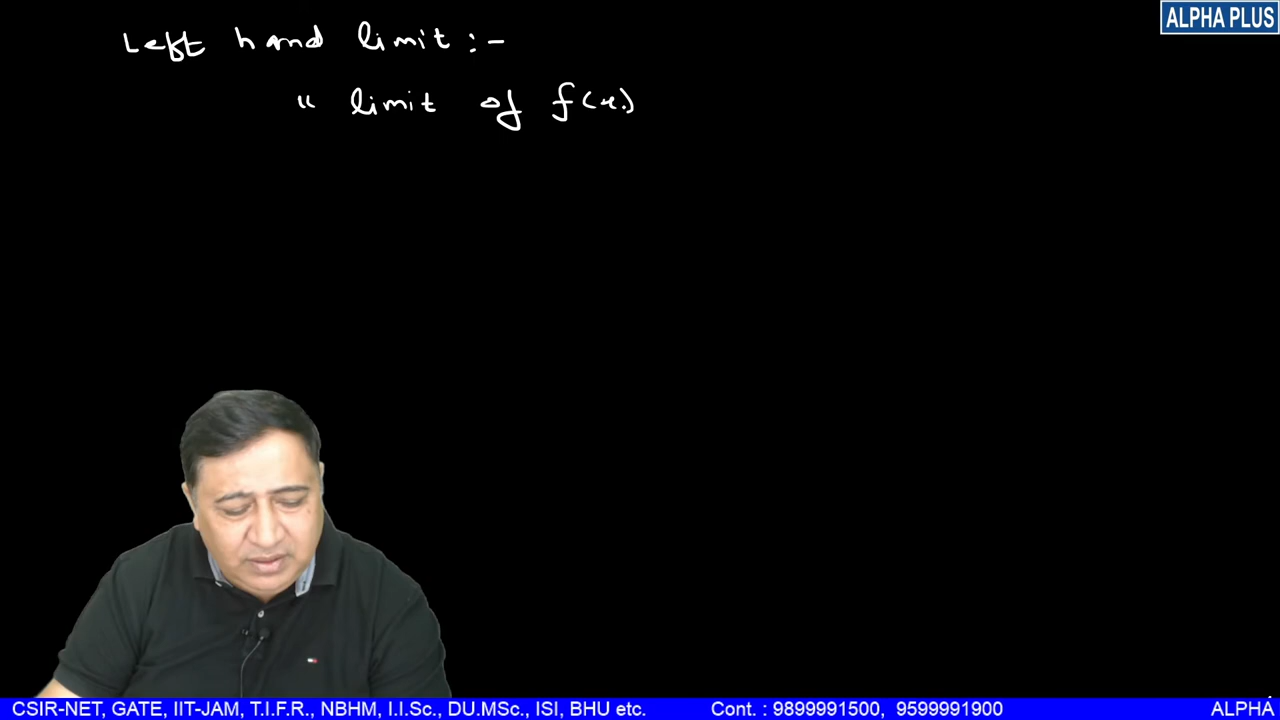 ALPHA PLUS
Left hand limit :-
" limit of f(x)
CSIR-NET, GATE, IIT-JAM, T.I.F.R., NBHM, I.I.Sc., DU.MSc., ISI, BHU etc. Cont. : 9899991500, 9599991900 ALPHA